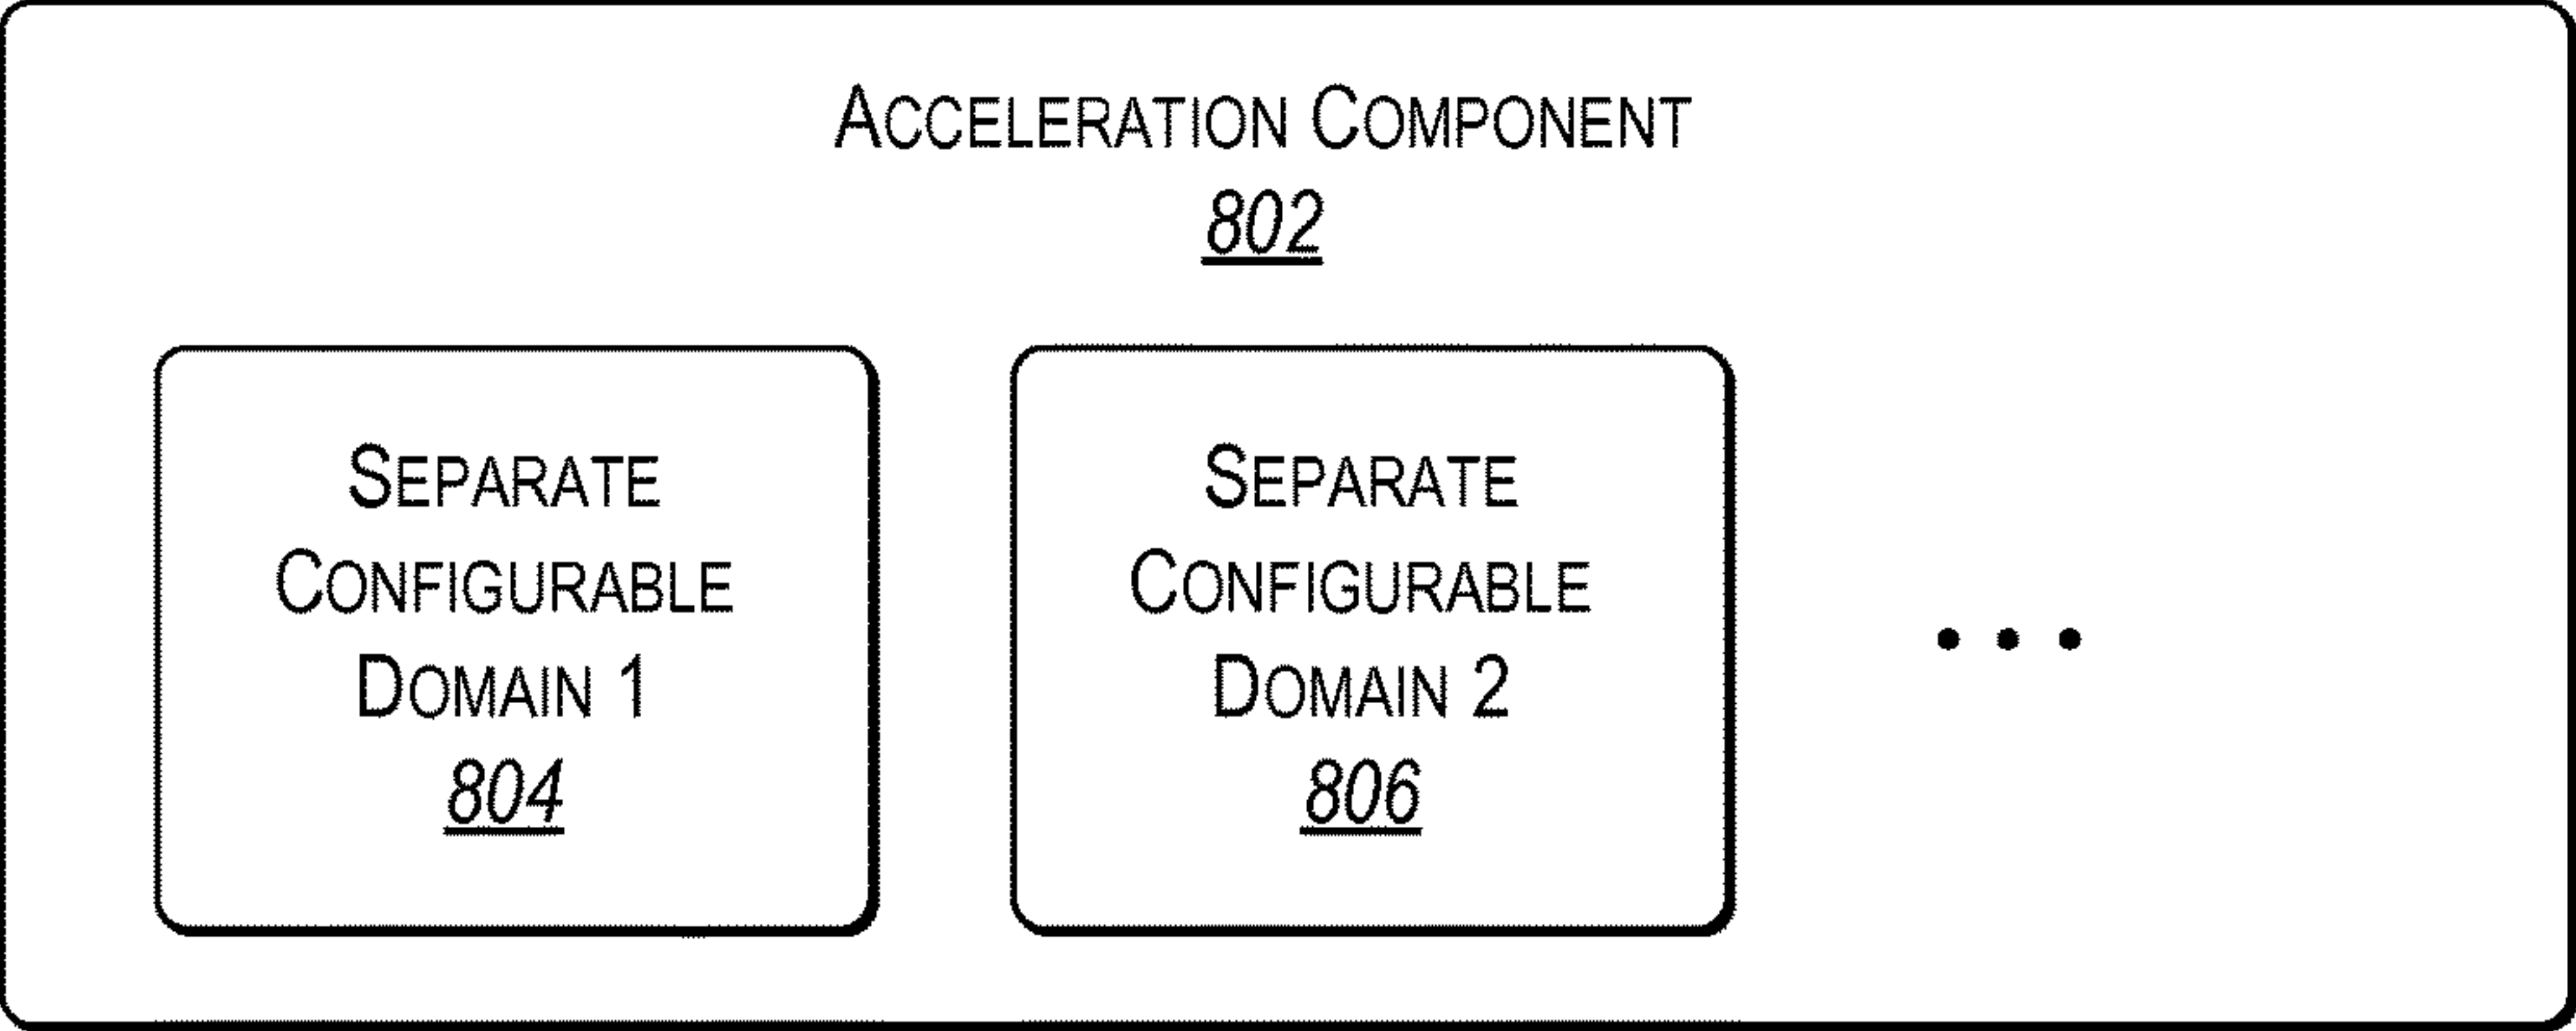 ACCELERATION COMPONENT
802
SEPARATE
CONFIGURABLE
DOMAIN 1
804
SEPARATE
CONFIGURABLE
DOMAIN 2
806
• • •